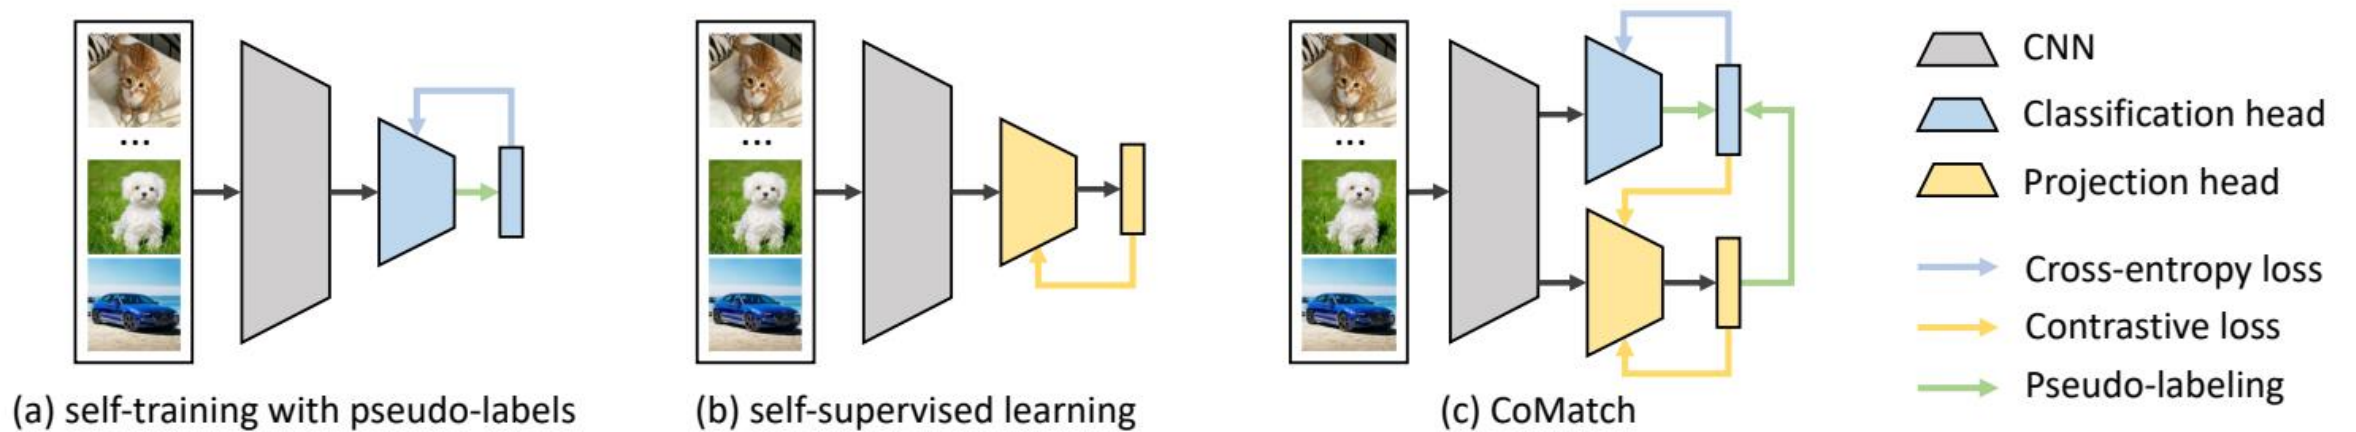 ...
...
...
CNN
Classification head
Projection head
Cross-entropy loss
Contrastive loss
Pseudo-labeling
(a) self-training with pseudo-labels
(b) self-supervised learning
(c) CoMatch